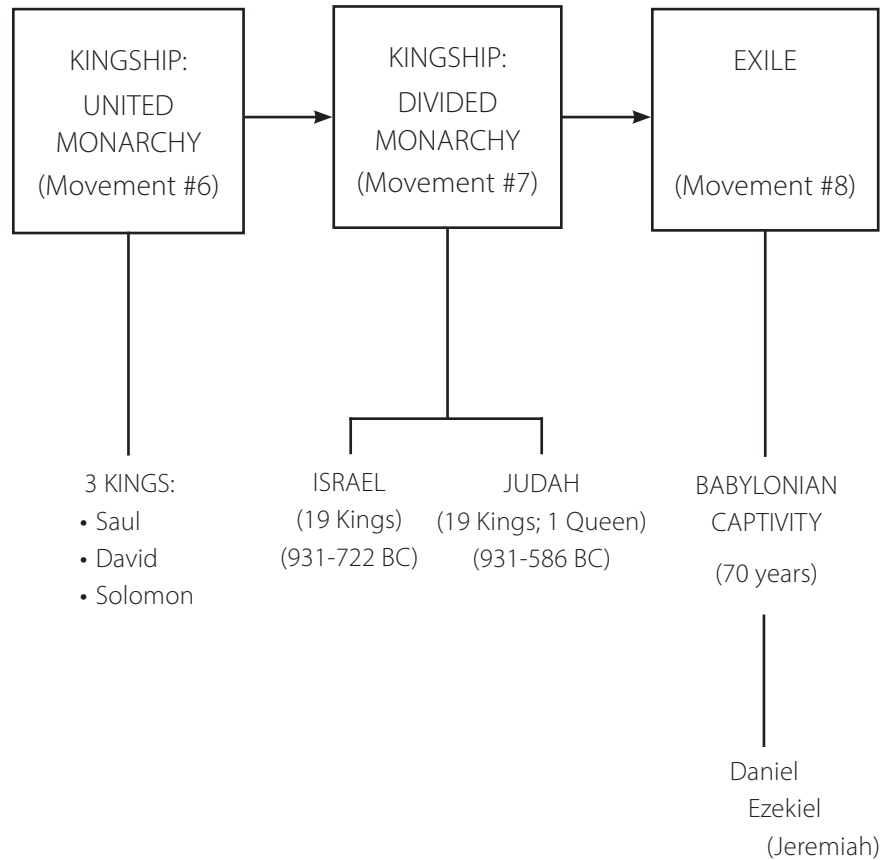 KINGSHIP:
UNITED
MONARCHY
(Movement #6)
KINGSHIP:
DIVIDED
MONARCHY
(Movement #7)
EXILE
(Movement #8)
3 KINGS:
• Saul
• David
• Solomon
ISRAEL
(19 Kings)
(931-722 BC)
JUDAH
(19 Kings; 1 Queen)
(931-586 BC)
BABYLONIAN
CAPTIVITY
(70 years)
Daniel
Ezekiel
(Jeremiah)